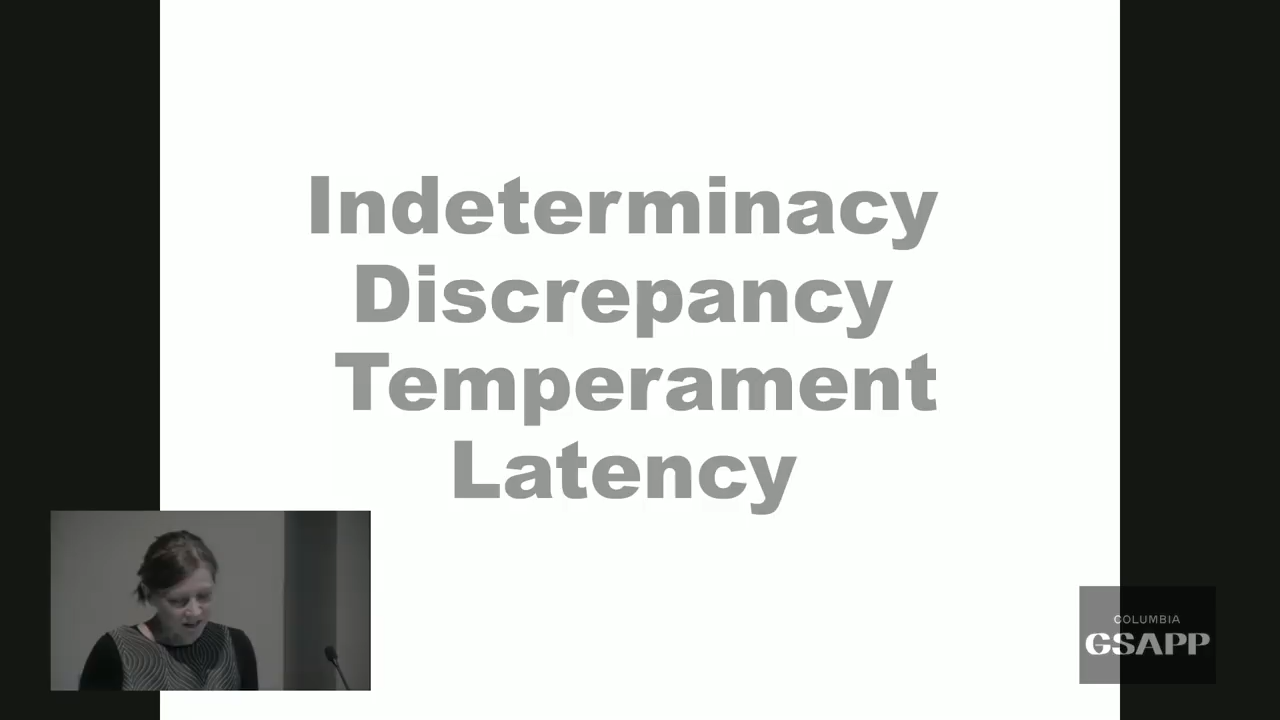 Indeterminacy
Discrepancy
Temperament
Latency
COLUMBIA
GSAPP